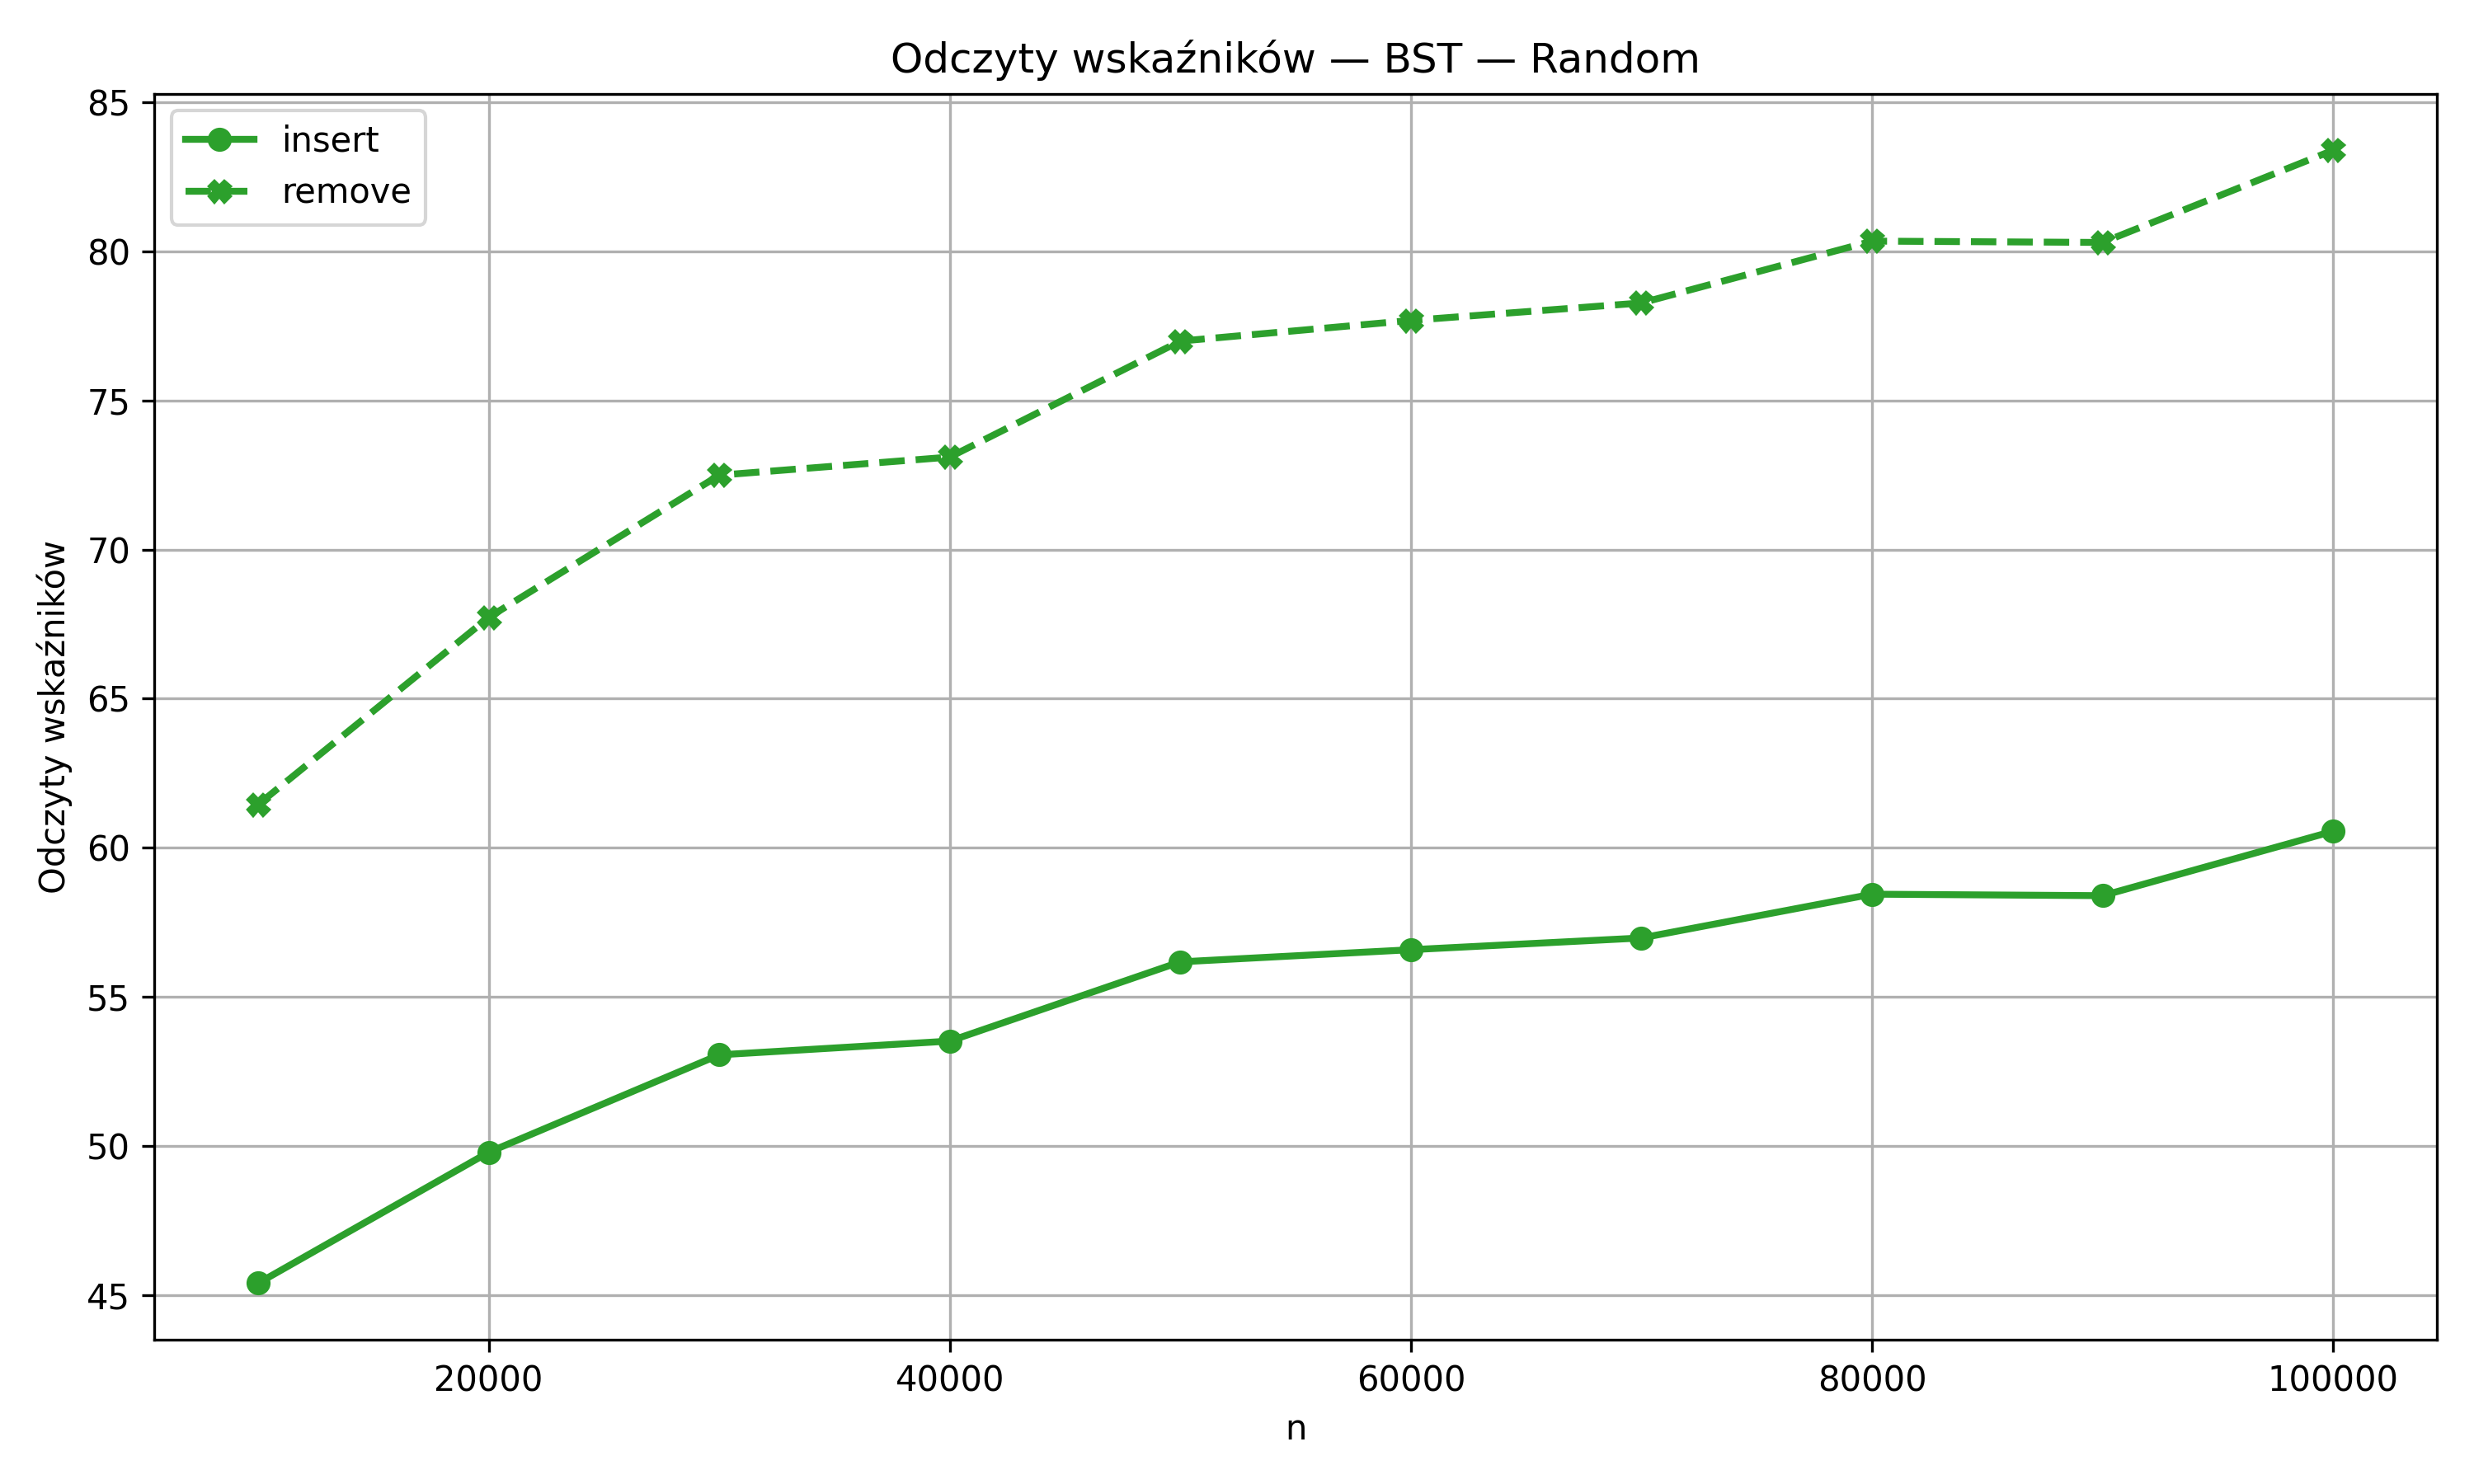 Odczyty wskaźników — BST — Random
insert
remove
Odczyty wskaźników
85
80
75
70
65
60
55
50
45
20000 40000 60000 80000 100000
n